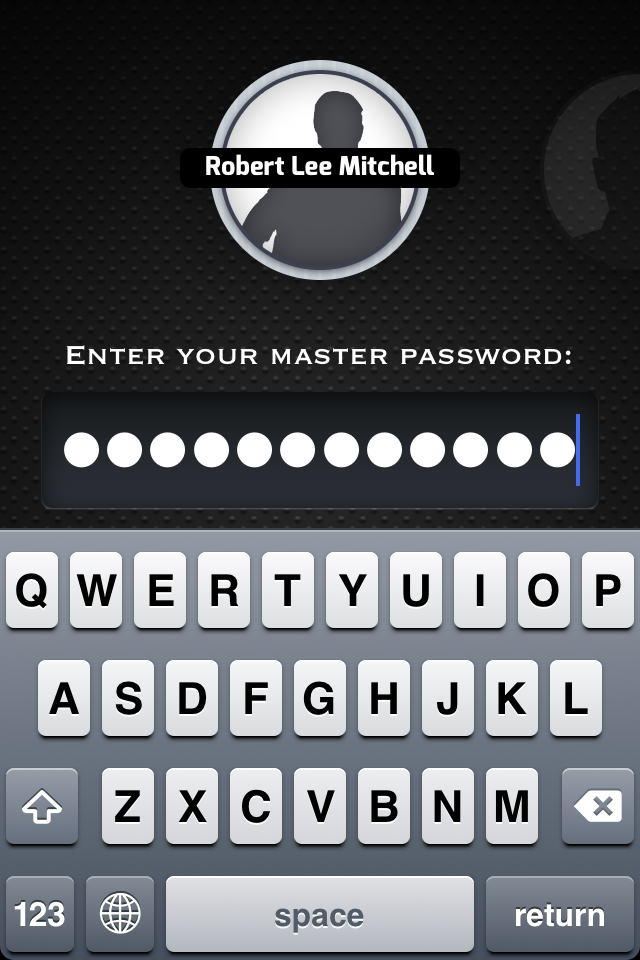 Robert Lee Mitchell
Enter your master password:
Q W E R T Y U I O P
A S D F G H J K L
Z X C V B N M
123 space return